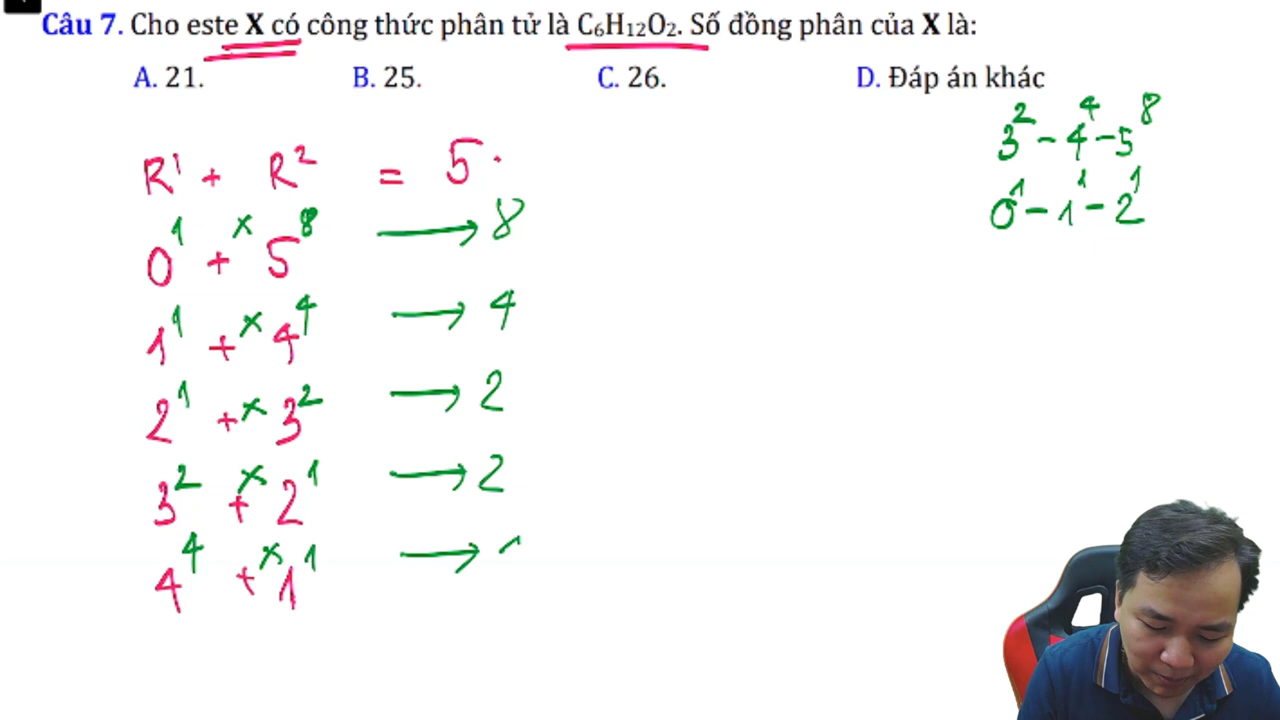 Câu 7. Cho este X có công thức phân tử là C₆H₁₂O₂. Số đồng phân của X là:
A. 21. B. 25. C. 26. D. Đáp án khác
3² - 4⁴ - 5⁸
0¹ - 1¹ - 2¹
R¹ + R² = 5.
0¹ + x 5⁸ → 8
1¹ + x 4⁴ → 4
2¹ + x 3² → 2
3² + x 2¹ → 2
4⁴ + x 1¹ →